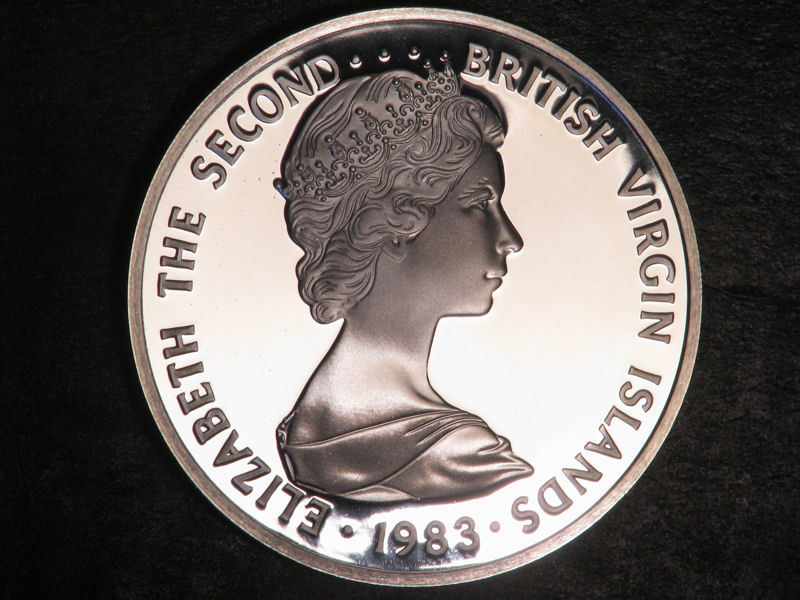 ELIZABETH THE SECOND · · · · BRITISH VIRGIN ISLANDS
· 1983 ·